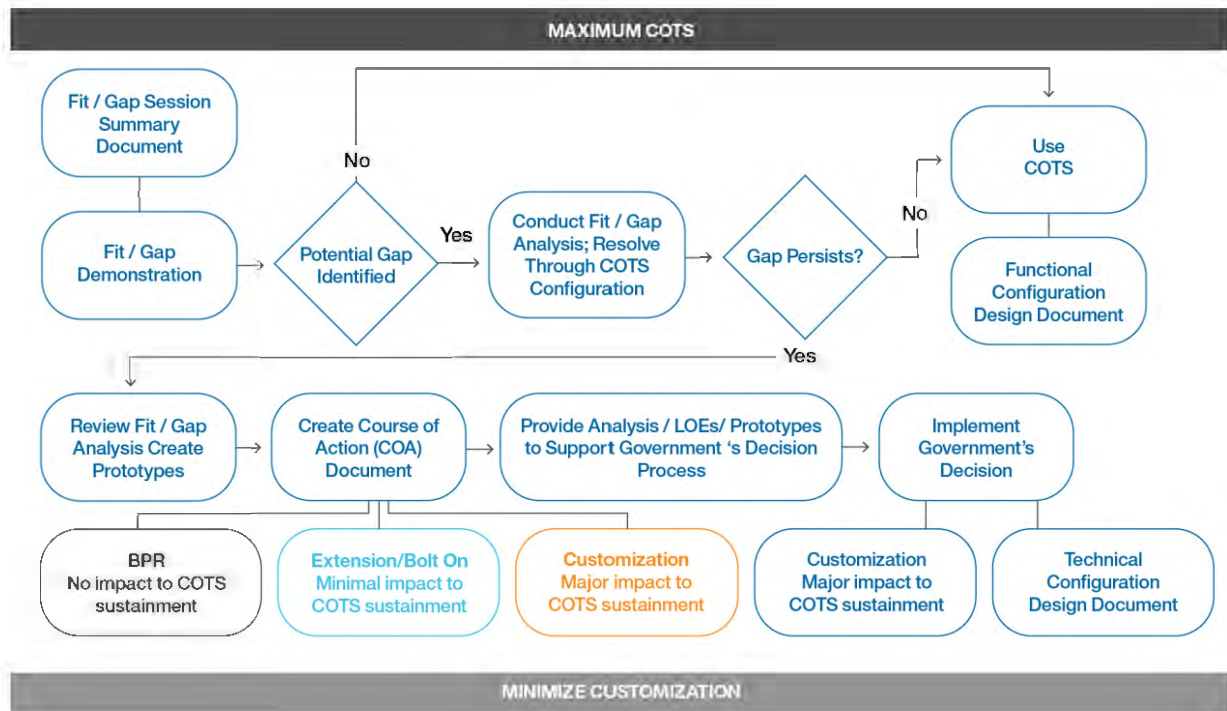 MAXIMUM COTS
Fit / Gap Session
Summary
Document
Fit / Gap
Demonstration
No
Potential Gap
Identified
Yes
Conduct Fit / Gap
Analysis; Resolve
Through COTS
Configuration
Gap Persists?
No
Yes
Use
COTS
Functional
Configuration
Design Document
Review Fit / Gap
Analysis Create
Prototypes
Create Course of
Action (COA)
Document
Provide Analysis / LOEs/ Prototypes
to Support Government 's Decision
Process
Implement
Government's
Decision
BPR
No impact to COTS
sustainment
Extension/Bolt On
Minimal impact to
COTS sustainment
Customization
Major impact to
COTS sustainment
Customization
Major impact to
COTS sustainment
Technical
Configuration
Design Document
MINIMIZE CUSTOMIZATION